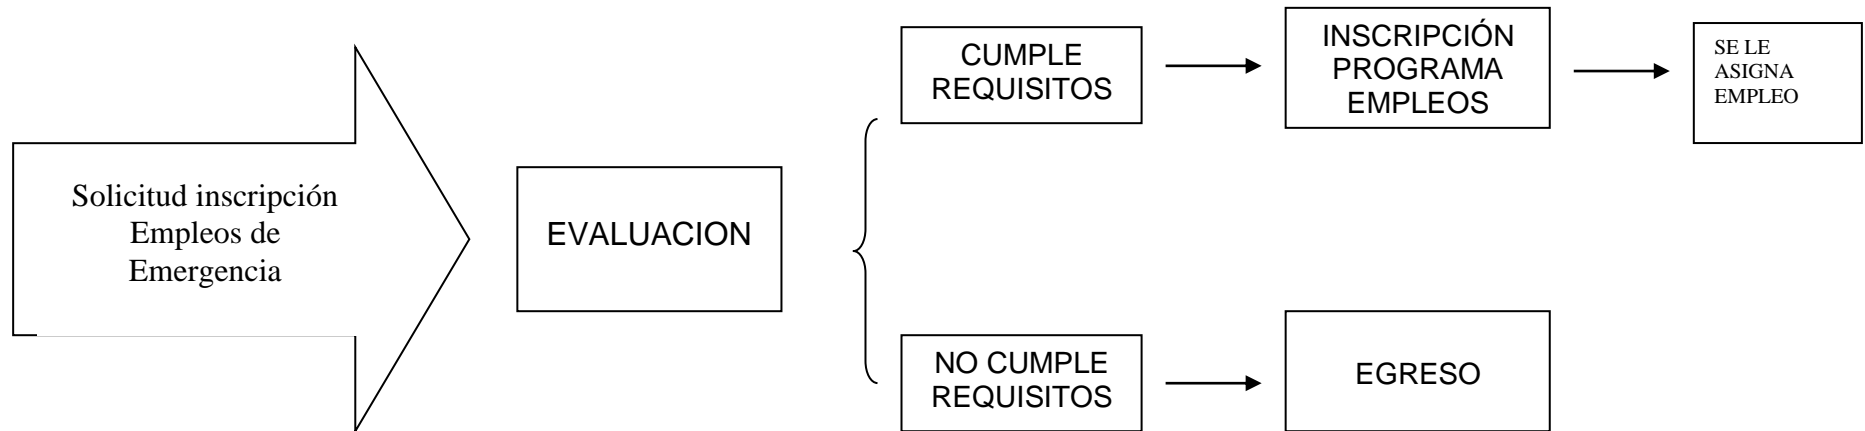 Solicitud inscripción
Empleos de
Emergencia
EVALUACION
CUMPLE
REQUISITOS
INSCRIPCIÓN
PROGRAMA
EMPLEOS
SE LE
ASIGNA
EMPLEO
NO CUMPLE
REQUISITOS
EGRESO